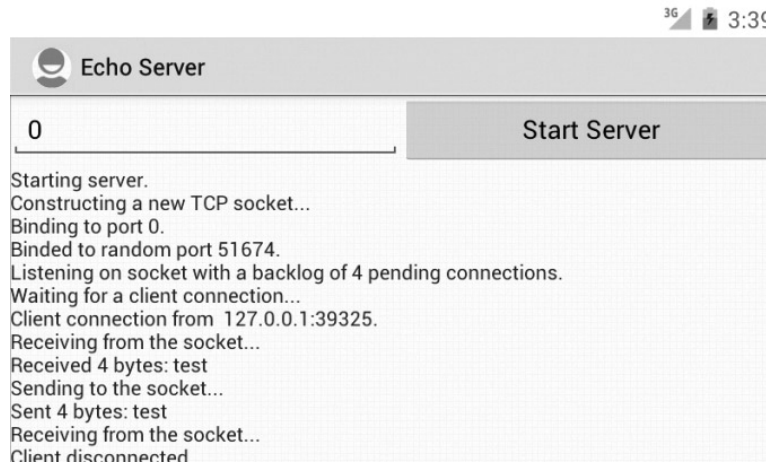 3G 3:39
Echo Server
0 Start Server
Starting server.
Constructing a new TCP socket...
Binding to port 0.
Binded to random port 51674.
Listening on socket with a backlog of 4 pending connections.
Waiting for a client connection...
Client connection from  127.0.0.1:39325.
Receiving from the socket...
Received 4 bytes: test
Sending to the socket...
Sent 4 bytes: test
Receiving from the socket...
Client disconnected